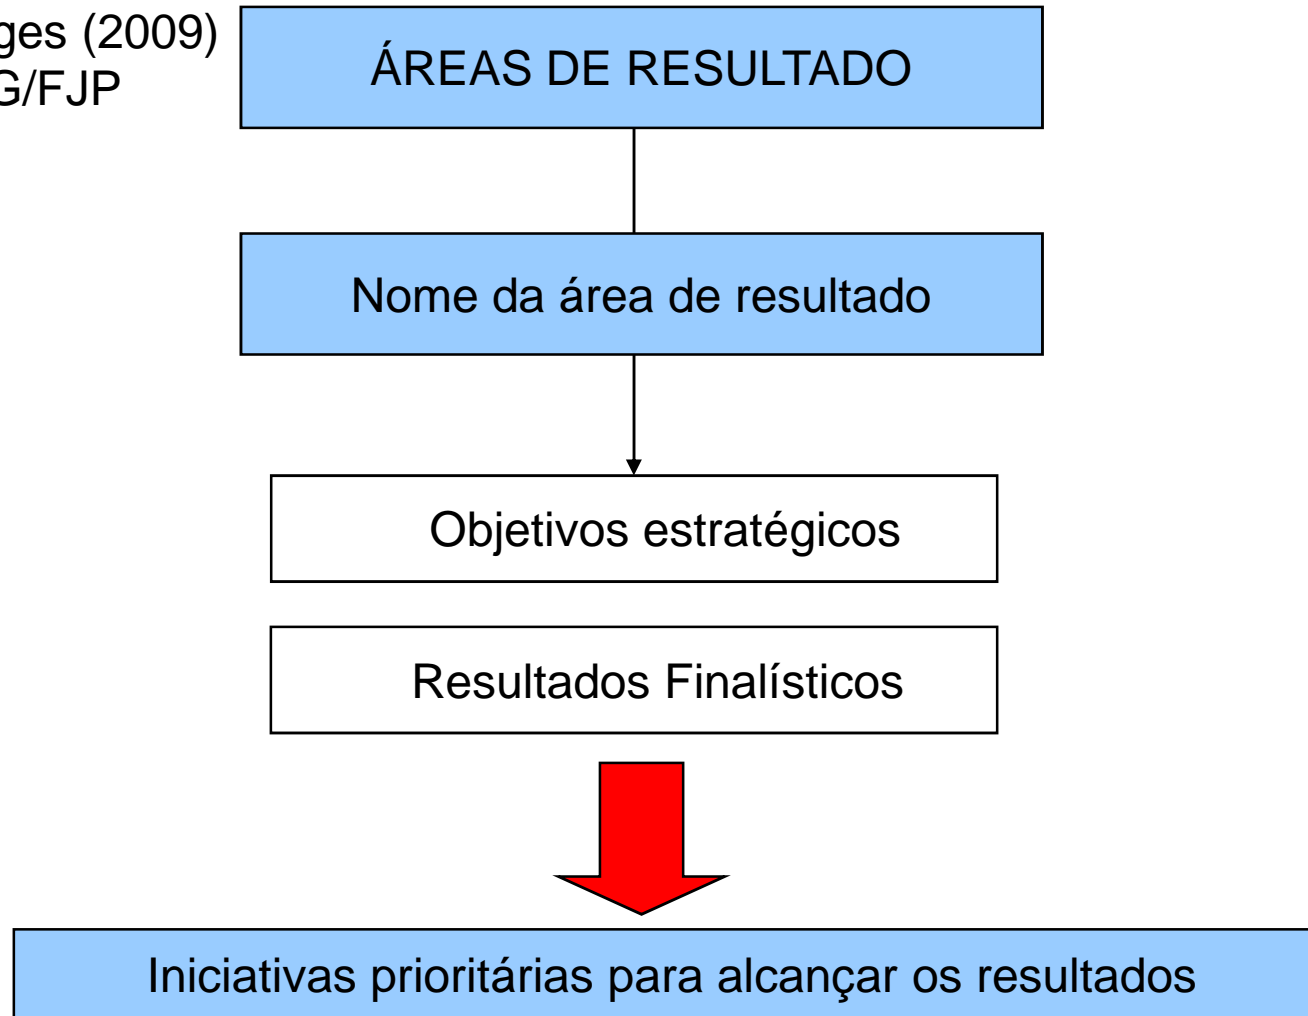 ges (2009)
G/FJP
ÁREAS DE RESULTADO
Nome da área de resultado
Objetivos estratégicos
Resultados Finalísticos
Iniciativas prioritárias para alcançar os resultados